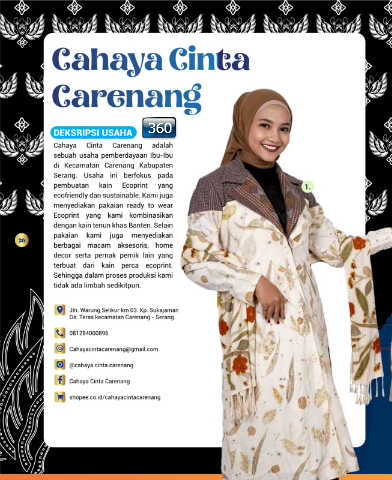 Cahaya Cinta
Carenang
DEKSRIPSI USAHA
360
Cahaya Cinta Carenang adalah
sebuah usaha pemberdayaan Ibu-Ibu
di Kecamatan Carenang Kabupaten
Serang. Usaha ini berfokus pada
pembuatan kain Ecoprint yang
ecofriendly dan sustainable. Kami juga
menyediakan pakaian ready to wear
Ecoprint yang kami kombinasikan
dengan kain tenun khas Banten. Selain
pakaian kami juga menyediakan
berbagai macam aksesoris, home
decor serta pernak pernik lain yang
terbuat dari kain perca ecoprint.
Sehingga dalam proses produksi kami
tidak ada limbah sedikitpun.
1.
Jln. Warung Selikur km 03. Kp. Sukajaman
Ds. Teras kecamatan Carenang - Serang
081284000895
Cahayacintacarenang@gmail.com
@cahaya.cinta.carenang
Cahaya Cinta Carenang
shopee.co.id/cahayacintacarenang